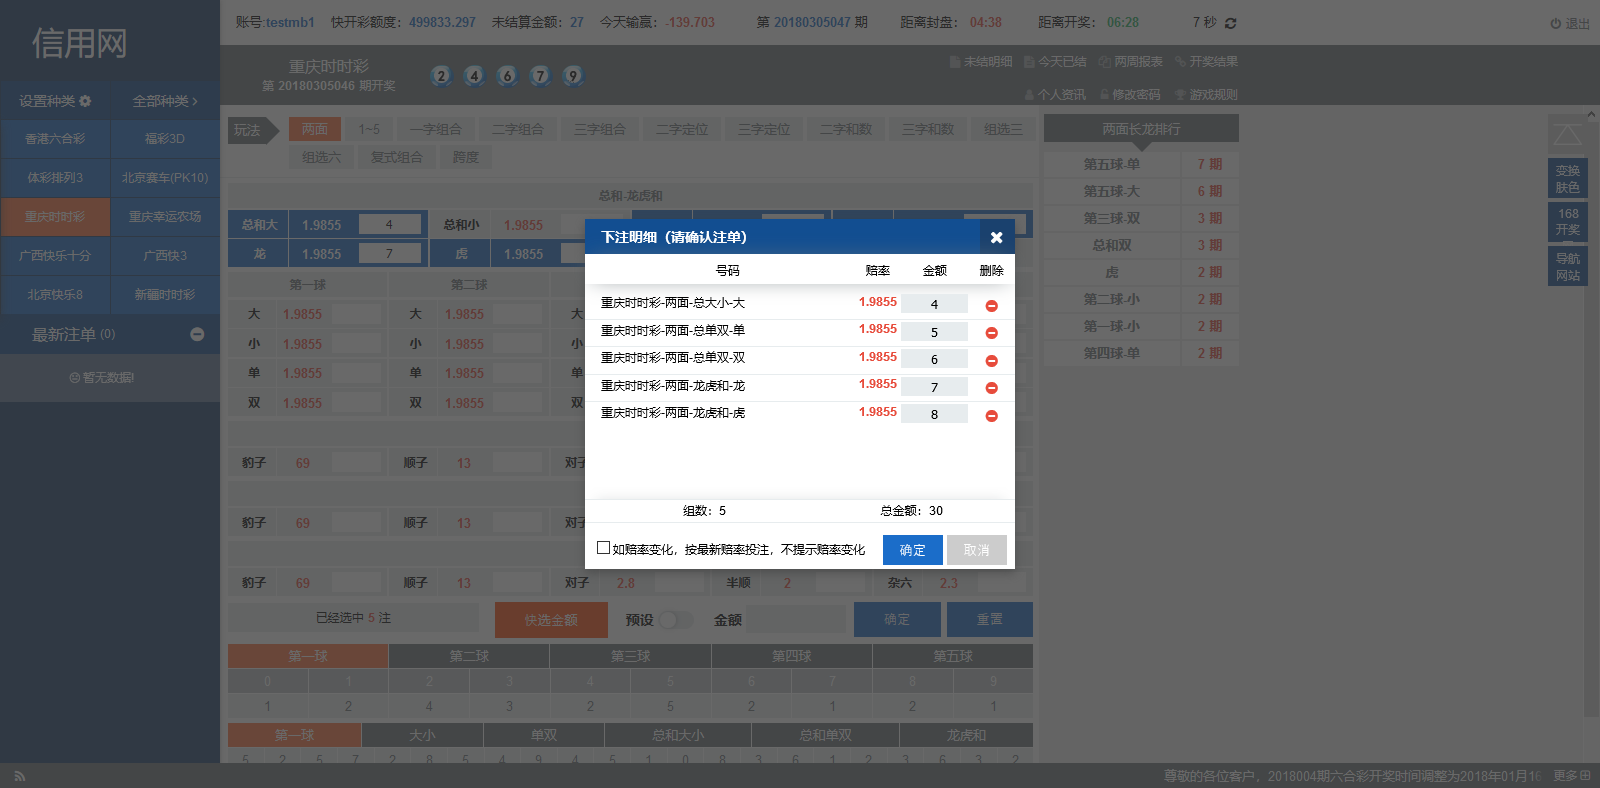 信用网
账号:testmb1 快开彩额度：499833.297 未结算金额：27 今天输赢：-139.703 第 20180305047 期 距离封盘：04:38 距离开奖：06:28 7 秒 退出
重庆时时彩
第 20180305046 期开奖
2 4 6 7 9
未结明细 今天已结 两周报表 开奖结果
个人资讯 修改密码 游戏规则
设置种类 全部种类
香港六合彩 福彩3D
体彩排列3 北京赛车(PK10)
重庆时时彩 重庆幸运农场
广西快乐十分 广西快3
北京快乐8 新疆时时彩
最新注单 (0)
暂无数据!
玩法 两面 1~5 一字组合 二字组合 三字组合 二字定位 三字定位 二字和数 三字和数 组选三
组选六 复式组合 跨度
总和-龙虎和
总和大 1.9855 4 总和小 1.9855
龙 1.9855 7 虎 1.9855
第一球 第二球
大 1.9855 大 1.9855 大
小 1.9855 小 1.9855 小
单 1.9855 单 1.9855 单
双 1.9855 双 1.9855 双
豹子 69 顺子 13 对子
豹子 69 顺子 13 对子
豹子 69 顺子 13 对子 2.8 半顺 2 杂六 2.3
下注明细（请确认注单）
号码 赔率 金额 删除
重庆时时彩-两面-总大小-大 1.9855 4
重庆时时彩-两面-总单双-单 1.9855 5
重庆时时彩-两面-总单双-双 1.9855 6
重庆时时彩-两面-龙虎和-龙 1.9855 7
重庆时时彩-两面-龙虎和-虎 1.9855 8
组数：5 总金额：30
如赔率变化，按最新赔率投注，不提示赔率变化 确定 取消
已经选中 5 注 快选金额 预设 金额 确定 重置
第一球 第二球 第三球 第四球 第五球
0 1 2 3 4 5 6 7 8 9
1 2 4 3 2 5 2 1 2 1
第一球 大小 单双 总和大小 总和单双 龙虎和
5 2 5 7 2 8 5 4 9 4 5 1 0 8 3 6 1 2 3 6 3 2
两面长龙排行
第五球-单 7 期
第五球-大 6 期
第三球-双 3 期
总和双 3 期
虎 2 期
第二球-小 2 期
第一球-小 2 期
第四球-单 2 期
变换
肤色
168
开奖
导航
网站
尊敬的各位客户，2018004期六合彩开奖时间调整为2018年01月16 更多